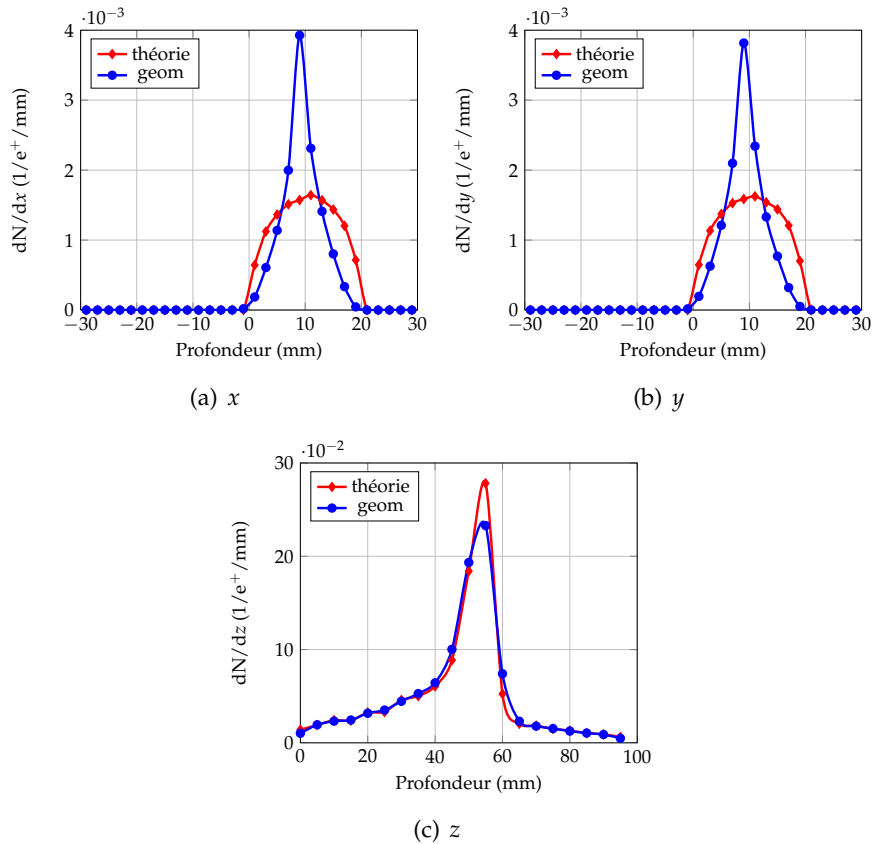 ·10⁻³
4
3
2
1
0
théorie
geom
dN/dx (1/e⁺/mm)
−30 −20 −10 0 10 20 30
Profondeur (mm)
(a) x
·10⁻³
4
3
2
1
0
théorie
geom
dN/dy (1/e⁺/mm)
−30 −20 −10 0 10 20 30
Profondeur (mm)
(b) y
·10⁻²
30
20
10
0
théorie
geom
dN/dz (1/e⁺/mm)
0 20 40 60 80 100
Profondeur (mm)
(c) z